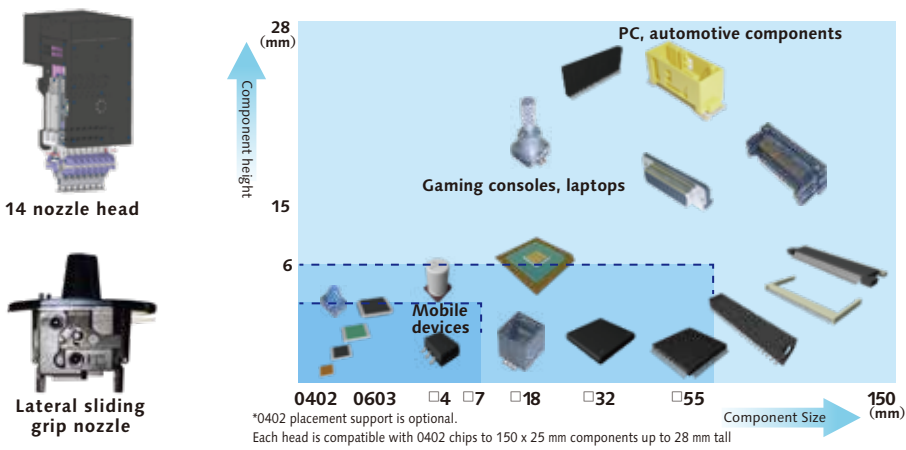 14 nozzle head
Lateral sliding
grip nozzle
28
(mm)
Component height
15
6
PC, automotive components
Gaming consoles, laptops
Mobile
devices
0402 0603 □4 □7 □18 □32 □55 150
(mm)
Component Size
*0402 placement support is optional.
Each head is compatible with 0402 chips to 150 x 25 mm components up to 28 mm tall